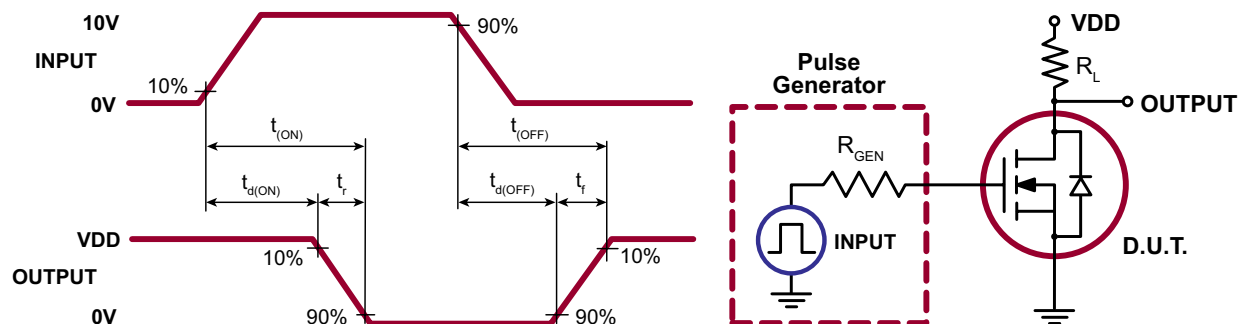 10V
INPUT
10%
0V
90%
t(ON)
t(OFF)
td(ON)
tr
td(OFF)
tf
VDD
OUTPUT
0V
10%
90%
90%
10%
Pulse
Generator
RGEN
INPUT
VDD
RL
OUTPUT
D.U.T.